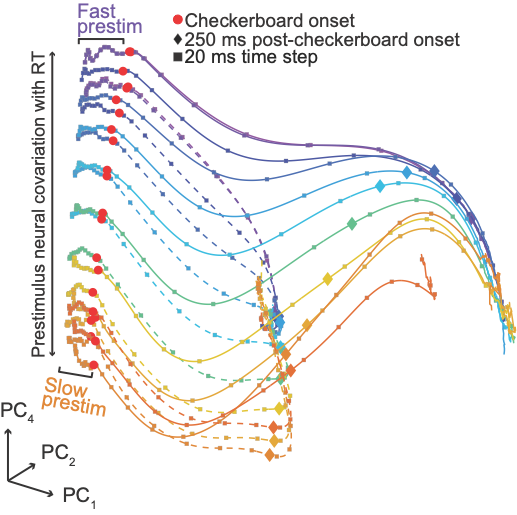 Fast
prestim
Checkerboard onset
250 ms post-checkerboard onset
20 ms time step
Prestimulus neural covariation with RT
Slow
prestim
PC4
PC2
PC1